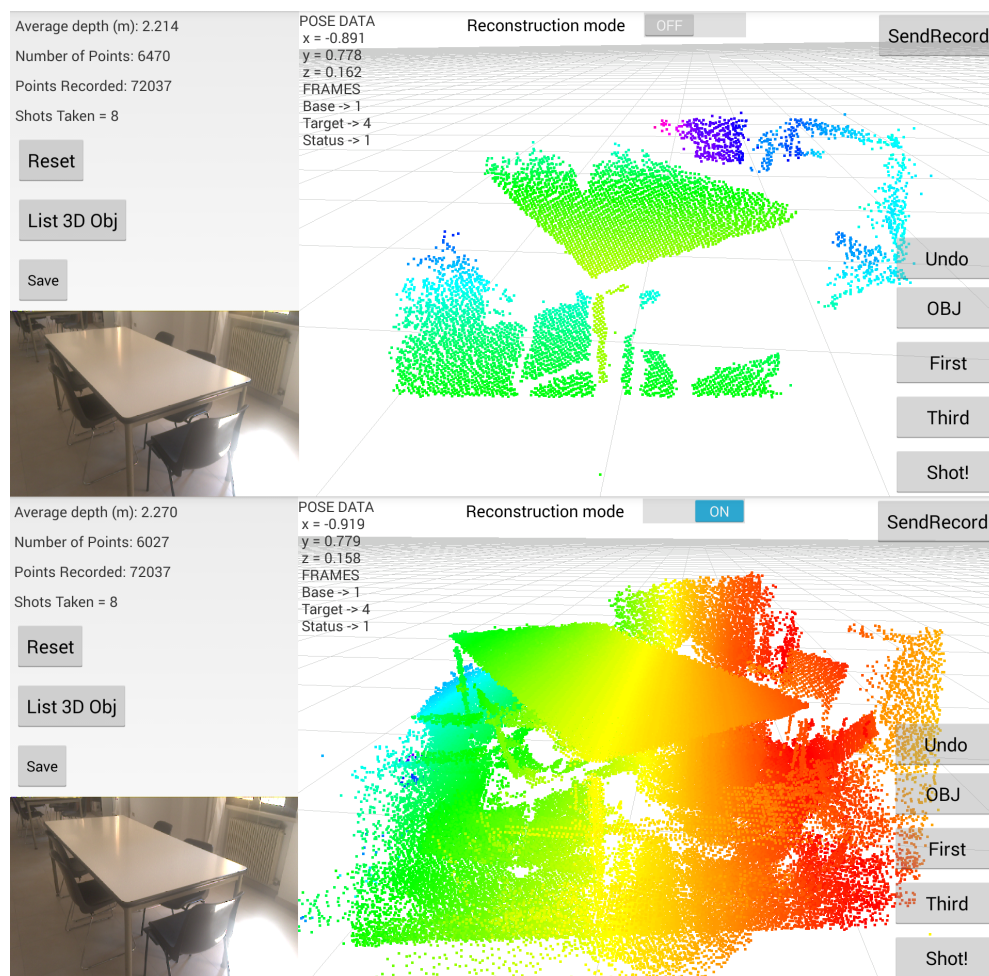 Average depth (m): 2.214
Number of Points: 6470
Points Recorded: 72037
Shots Taken = 8
Reset
List 3D Obj
Save
POSE DATA
x = -0.891
y = 0.778
z = 0.162
FRAMES
Base -> 1
Target -> 4
Status -> 1
Reconstruction mode
OFF
SendRecord
Undo
OBJ
First
Third
Shot!
Average depth (m): 2.270
Number of Points: 6027
Points Recorded: 72037
Shots Taken = 8
Reset
List 3D Obj
Save
POSE DATA
x = -0.919
y = 0.779
z = 0.158
FRAMES
Base -> 1
Target -> 4
Status -> 1
Reconstruction mode
ON
SendRecord
Undo
OBJ
First
Third
Shot!